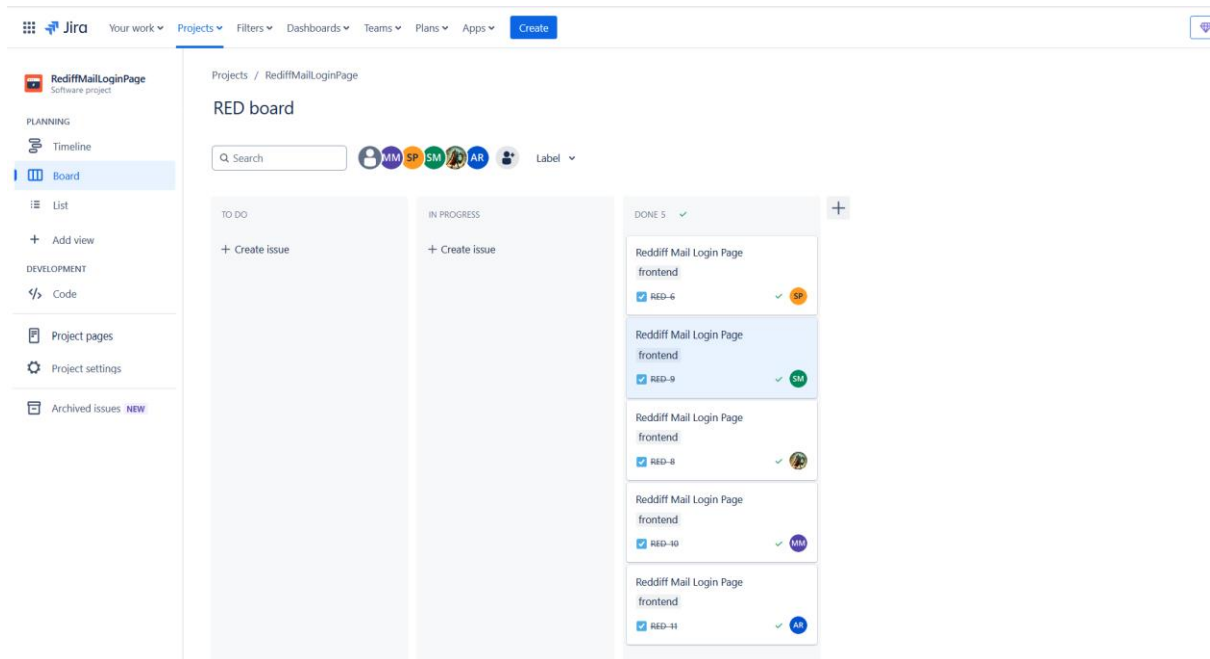 Jira Your work Projects Filters Dashboards Teams Plans Apps Create
RediffMailLoginPage
Software project
PLANNING
Timeline
Board
List
Add view
DEVELOPMENT
Code
Project pages
Project settings
Archived issues NEW
Projects / RediffMailLoginPage
RED board
Search MM SP SM AR Label
TO DO
+ Create issue
IN PROGRESS
+ Create issue
DONE 5
Reddiff Mail Login Page
frontend
RED-6 SP
Reddiff Mail Login Page
frontend
RED-9 SM
Reddiff Mail Login Page
frontend
RED-8
Reddiff Mail Login Page
frontend
RED-10 MM
Reddiff Mail Login Page
frontend
RED-11 AR